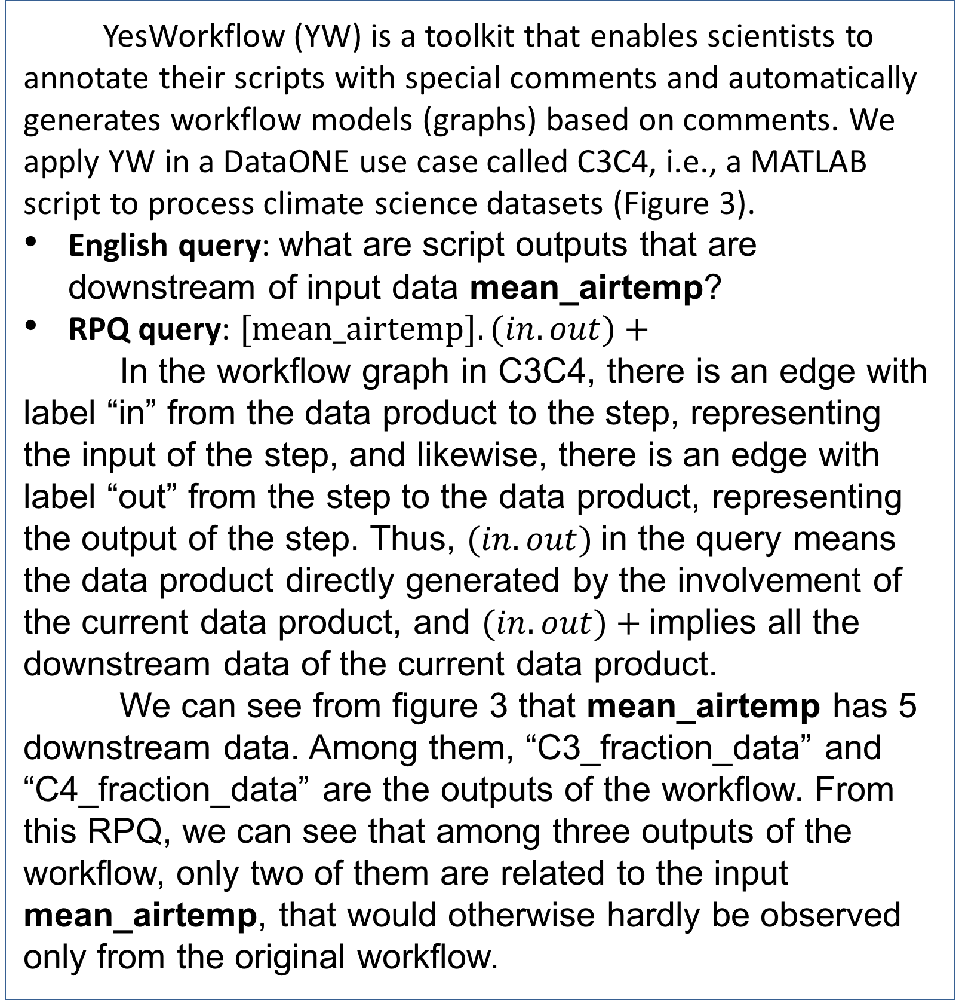 YesWorkflow (YW) is a toolkit that enables scientists to
annotate their scripts with special comments and automatically
generates workflow models (graphs) based on comments. We
apply YW in a DataONE use case called C3C4, i.e., a MATLAB
script to process climate science datasets (Figure 3).
• English query: what are script outputs that are
downstream of input data mean_airtemp?
• RPQ query: [mean_airtemp]. (in. out) +
In the workflow graph in C3C4, there is an edge with
label “in” from the data product to the step, representing
the input of the step, and likewise, there is an edge with
label “out” from the step to the data product, representing
the output of the step. Thus, (in. out) in the query means
the data product directly generated by the involvement of
the current data product, and (in. out) + implies all the
downstream data of the current data product.
We can see from figure 3 that mean_airtemp has 5
downstream data. Among them, “C3_fraction_data” and
“C4_fraction_data” are the outputs of the workflow. From
this RPQ, we can see that among three outputs of the
workflow, only two of them are related to the input
mean_airtemp, that would otherwise hardly be observed
only from the original workflow.